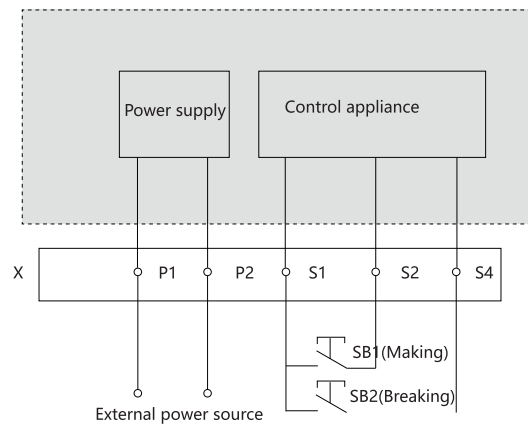 Power supply
Control appliance
X P1 P2 S1 S2 S4
SB1(Making)
SB2(Breaking)
External power source